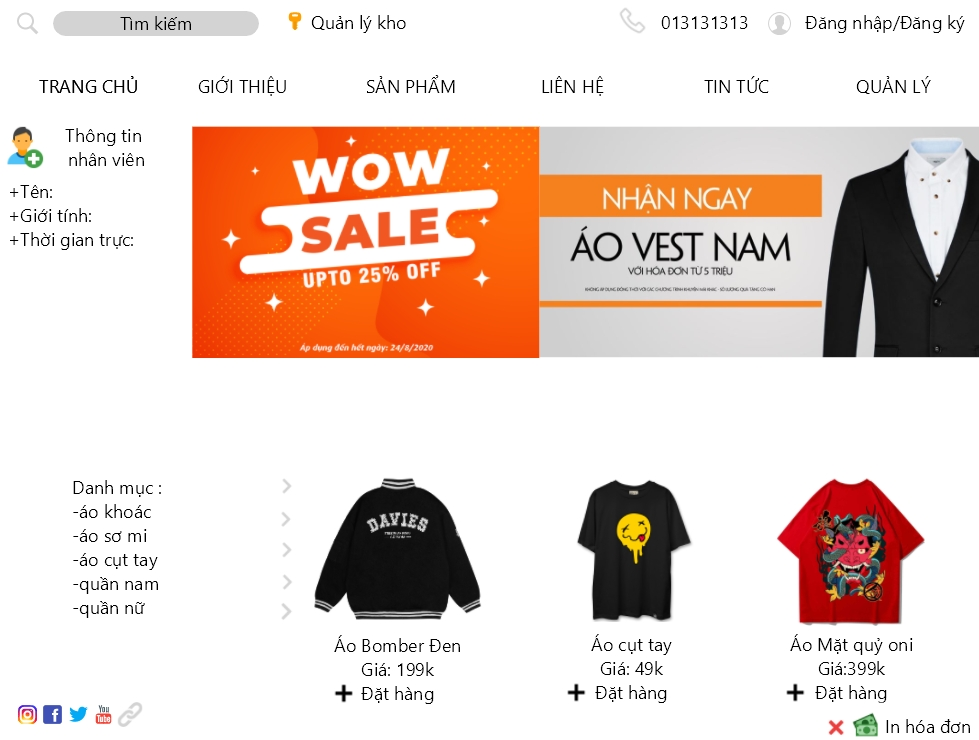 Tìm kiếm
Quản lý kho
013131313
Đăng nhập/Đăng ký
TRANG CHỦ
GIỚI THIỆU
SẢN PHẨM
LIÊN HỆ
TIN TỨC
QUẢN LÝ
Thông tin
nhân viên
+Tên:
+Giới tính:
+Thời gian trực:
WOW
SALE
UPTO 25% OFF
Áp dụng đến hết ngày: 24/8/2020
NHẬN NGAY
ÁO VEST NAM
VỚI HÓA ĐƠN TỪ 5 TRIỆU
KHÔNG ÁP DỤNG ĐỒNG THỜI VỚI CÁC CHƯƠNG TRÌNH KHUYẾN MÃI KHÁC - SỐ LƯỢNG QUÀ TẶNG CÓ HẠN
Danh mục :
-áo khoác
-áo sơ mi
-áo cụt tay
-quần nam
-quần nữ
DAVIES
Áo Bomber Đen
Giá: 199k
Đặt hàng
Áo cụt tay
Giá: 49k
Đặt hàng
Áo Mặt quỷ oni
Giá:399k
Đặt hàng
You
Tube
In hóa đơn